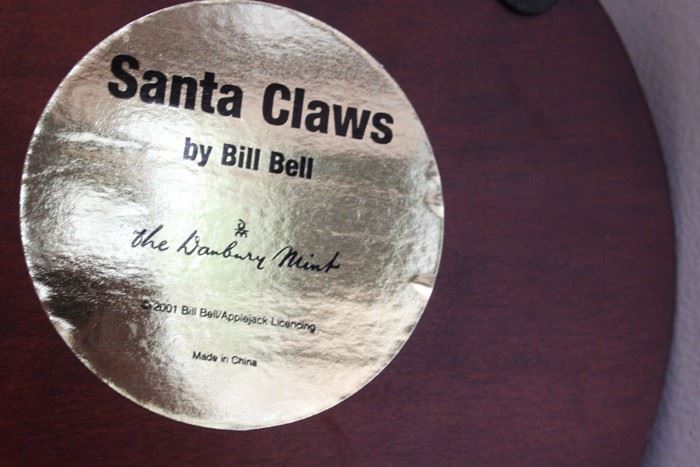 Santa Claws
by Bill Bell
The Danbury Mint
© 2001 Bill Bell/Applejack Licencing
Made in China